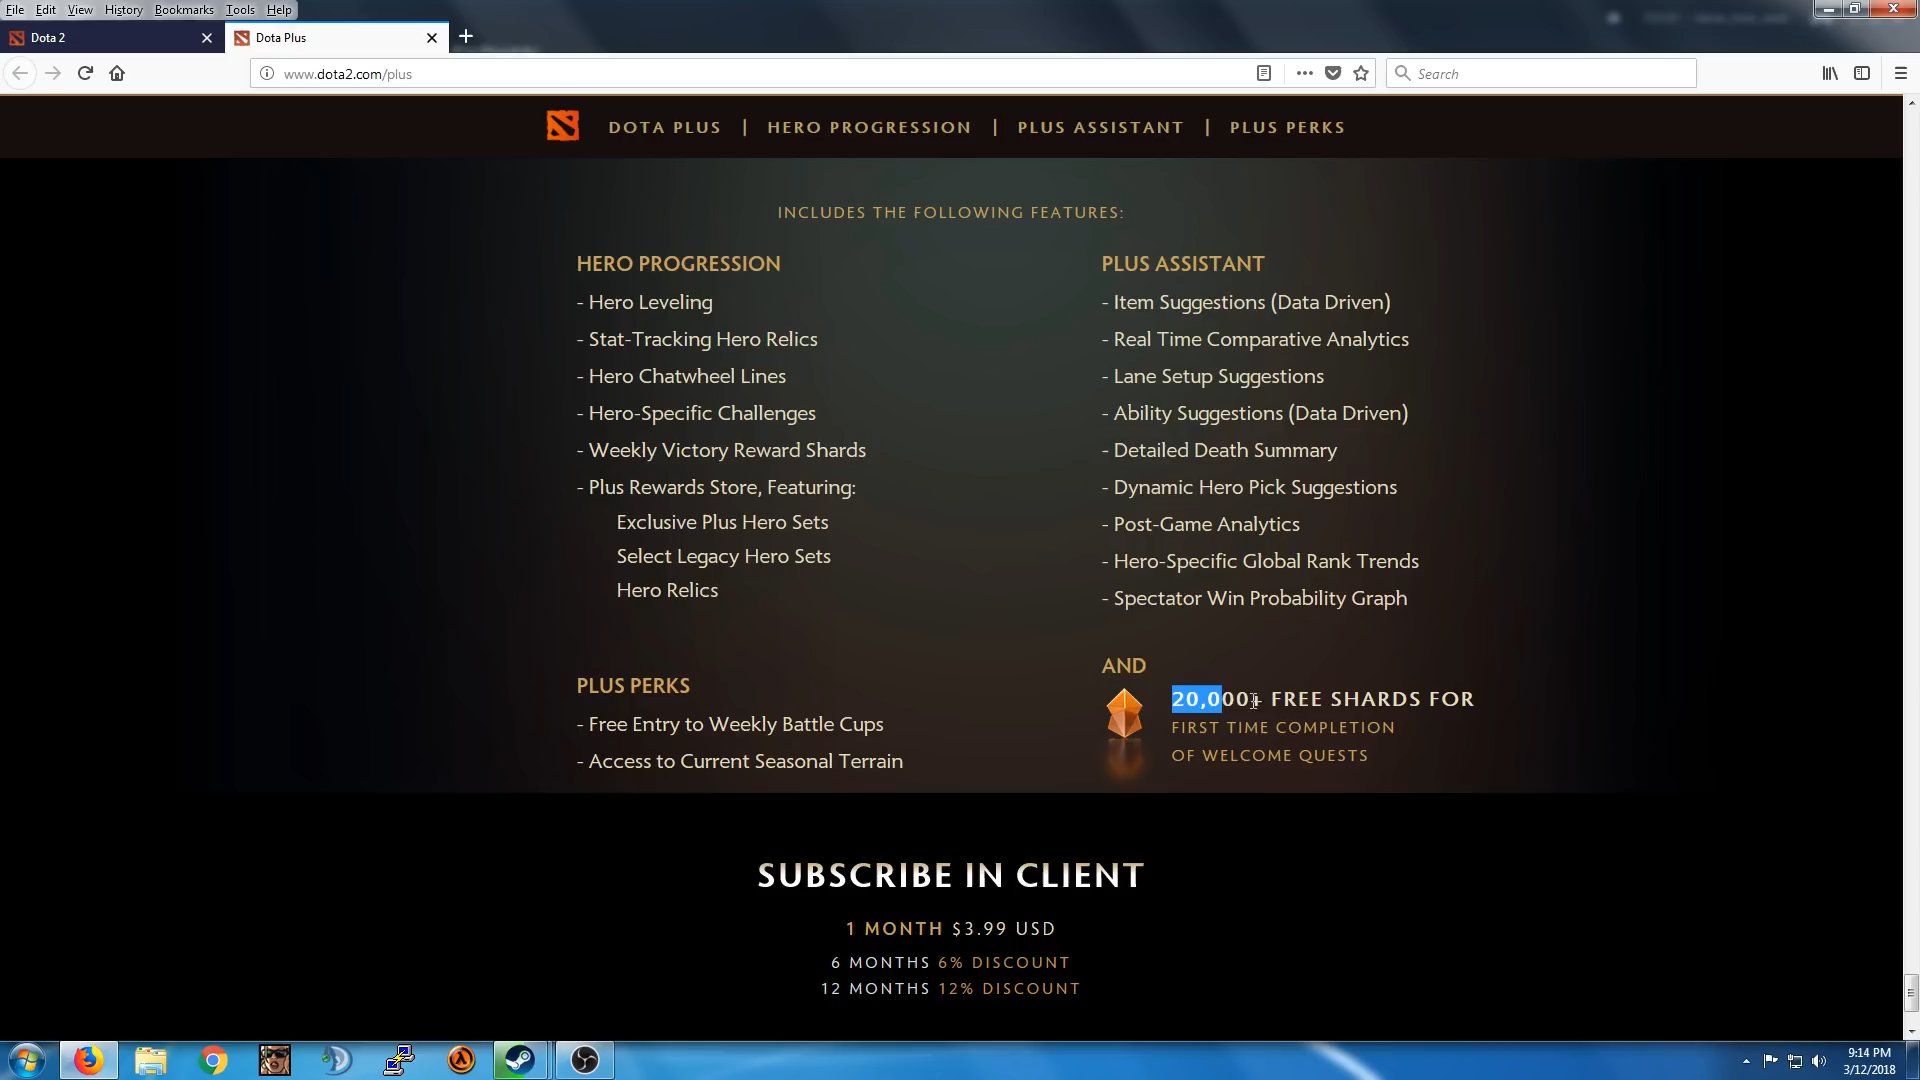 File Edit View History Bookmarks Tools Help
Dota 2
Dota Plus
www.dota2.com/plus
Search
DOTA PLUS | HERO PROGRESSION | PLUS ASSISTANT | PLUS PERKS
INCLUDES THE FOLLOWING FEATURES:
HERO PROGRESSION
- Hero Leveling
- Stat-Tracking Hero Relics
- Hero Chatwheel Lines
- Hero-Specific Challenges
- Weekly Victory Reward Shards
- Plus Rewards Store, Featuring:
Exclusive Plus Hero Sets
Select Legacy Hero Sets
Hero Relics
PLUS PERKS
- Free Entry to Weekly Battle Cups
- Access to Current Seasonal Terrain
PLUS ASSISTANT
- Item Suggestions (Data Driven)
- Real Time Comparative Analytics
- Lane Setup Suggestions
- Ability Suggestions (Data Driven)
- Detailed Death Summary
- Dynamic Hero Pick Suggestions
- Post-Game Analytics
- Hero-Specific Global Rank Trends
- Spectator Win Probability Graph
AND
20,000+ FREE SHARDS FOR
FIRST TIME COMPLETION
OF WELCOME QUESTS
SUBSCRIBE IN CLIENT
1 MONTH $3.99 USD
6 MONTHS 6% DISCOUNT
12 MONTHS 12% DISCOUNT
9:14 PM
3/12/2018